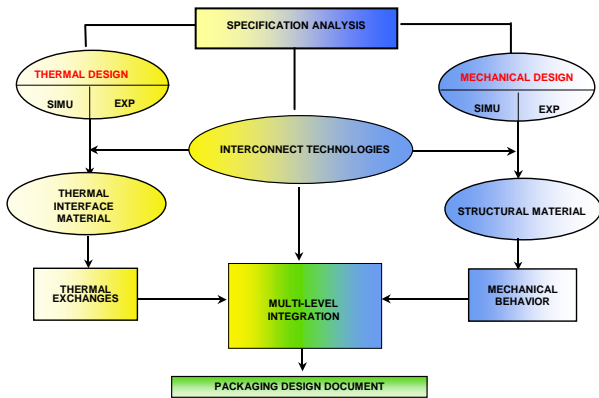 SPECIFICATION ANALYSIS
THERMAL DESIGN
SIMU
EXP
MECHANICAL DESIGN
SIMU
EXP
INTERCONNECT TECHNOLOGIES
THERMAL
INTERFACE
MATERIAL
STRUCTURAL MATERIAL
THERMAL
EXCHANGES
MULTI-LEVEL
INTEGRATION
MECHANICAL
BEHAVIOR
PACKAGING DESIGN DOCUMENT